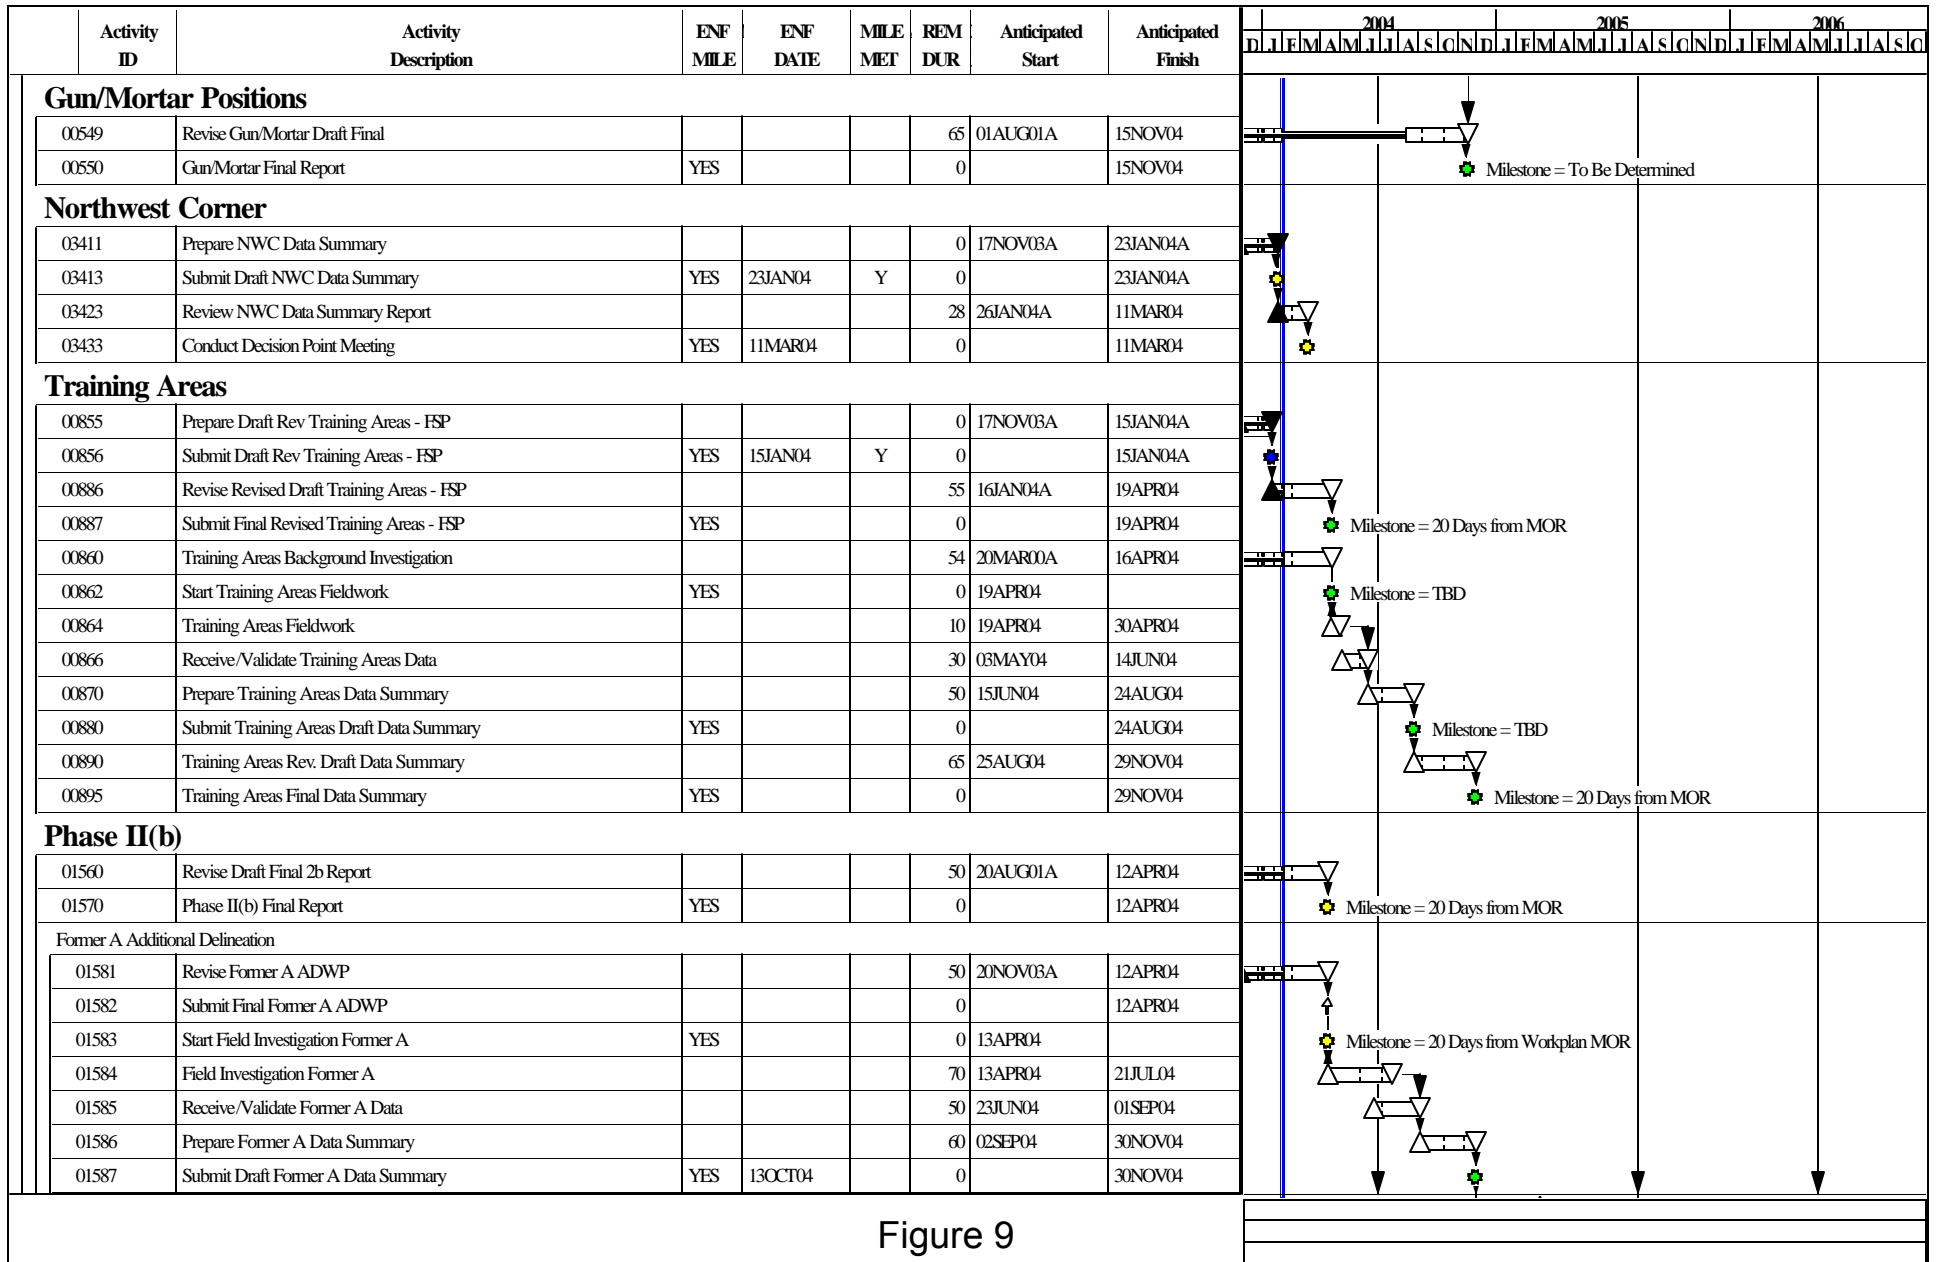 Activity Activity ENF ENF MILE REM Anticipated Anticipated 2004 2005 2006
ID Description MILE DATE MET DUR Start Finish D J F M A M J J A S O N D J F M A M J J A S O N D J F M A M J J A S O
Gun/Mortar Positions
00549 Revise Gun/Mortar Draft Final 65 01AUG01A 15NOV04
00550 Gun/Mortar Final Report YES 0 15NOV04 Milestone = To Be Determined
Northwest Corner
03411 Prepare NWC Data Summary 0 17NOV03A 23JAN04A
03413 Submit Draft NWC Data Summary YES 23JAN04 Y 0 23JAN04A
03423 Review NWC Data Summary Report 28 26JAN04A 11MAR04
03433 Conduct Decision Point Meeting YES 11MAR04 0 11MAR04
Training Areas
00855 Prepare Draft Rev Training Areas - FSP 0 17NOV03A 15JAN04A
00856 Submit Draft Rev Training Areas - FSP YES 15JAN04 Y 0 15JAN04A
00886 Revise Revised Draft Training Areas - FSP 55 16JAN04A 19APR04
00887 Submit Final Revised Training Areas - FSP YES 0 19APR04 Milestone = 20 Days from MOR
00860 Training Areas Background Investigation 54 20MAR00A 16APR04
00862 Start Training Areas Fieldwork YES 0 19APR04 Milestone = TBD
00864 Training Areas Fieldwork 10 19APR04 30APR04
00866 Receive/Validate Training Areas Data 30 03MAY04 14JUN04
00870 Prepare Training Areas Data Summary 50 15JUN04 24AUG04
00880 Submit Training Areas Draft Data Summary YES 0 24AUG04 Milestone = TBD
00890 Training Areas Rev. Draft Data Summary 65 25AUG04 29NOV04
00895 Training Areas Final Data Summary YES 0 29NOV04 Milestone = 20 Days from MOR
Phase II(b)
01560 Revise Draft Final 2b Report 50 20AUG01A 12APR04
01570 Phase II(b) Final Report YES 0 12APR04 Milestone = 20 Days from MOR
Former A Additional Delineation
01581 Revise Former A ADWP 50 20NOV03A 12APR04
01582 Submit Final Former A ADWP 0 12APR04
01583 Start Field Investigation Former A YES 0 13APR04 Milestone = 20 Days from Workplan MOR
01584 Field Investigation Former A 70 13APR04 21JUL04
01585 Receive/Validate Former A Data 50 23JUN04 01SEP04
01586 Prepare Former A Data Summary 60 02SEP04 30NOV04
01587 Submit Draft Former A Data Summary YES 13OCT04 0 30NOV04
Figure 9